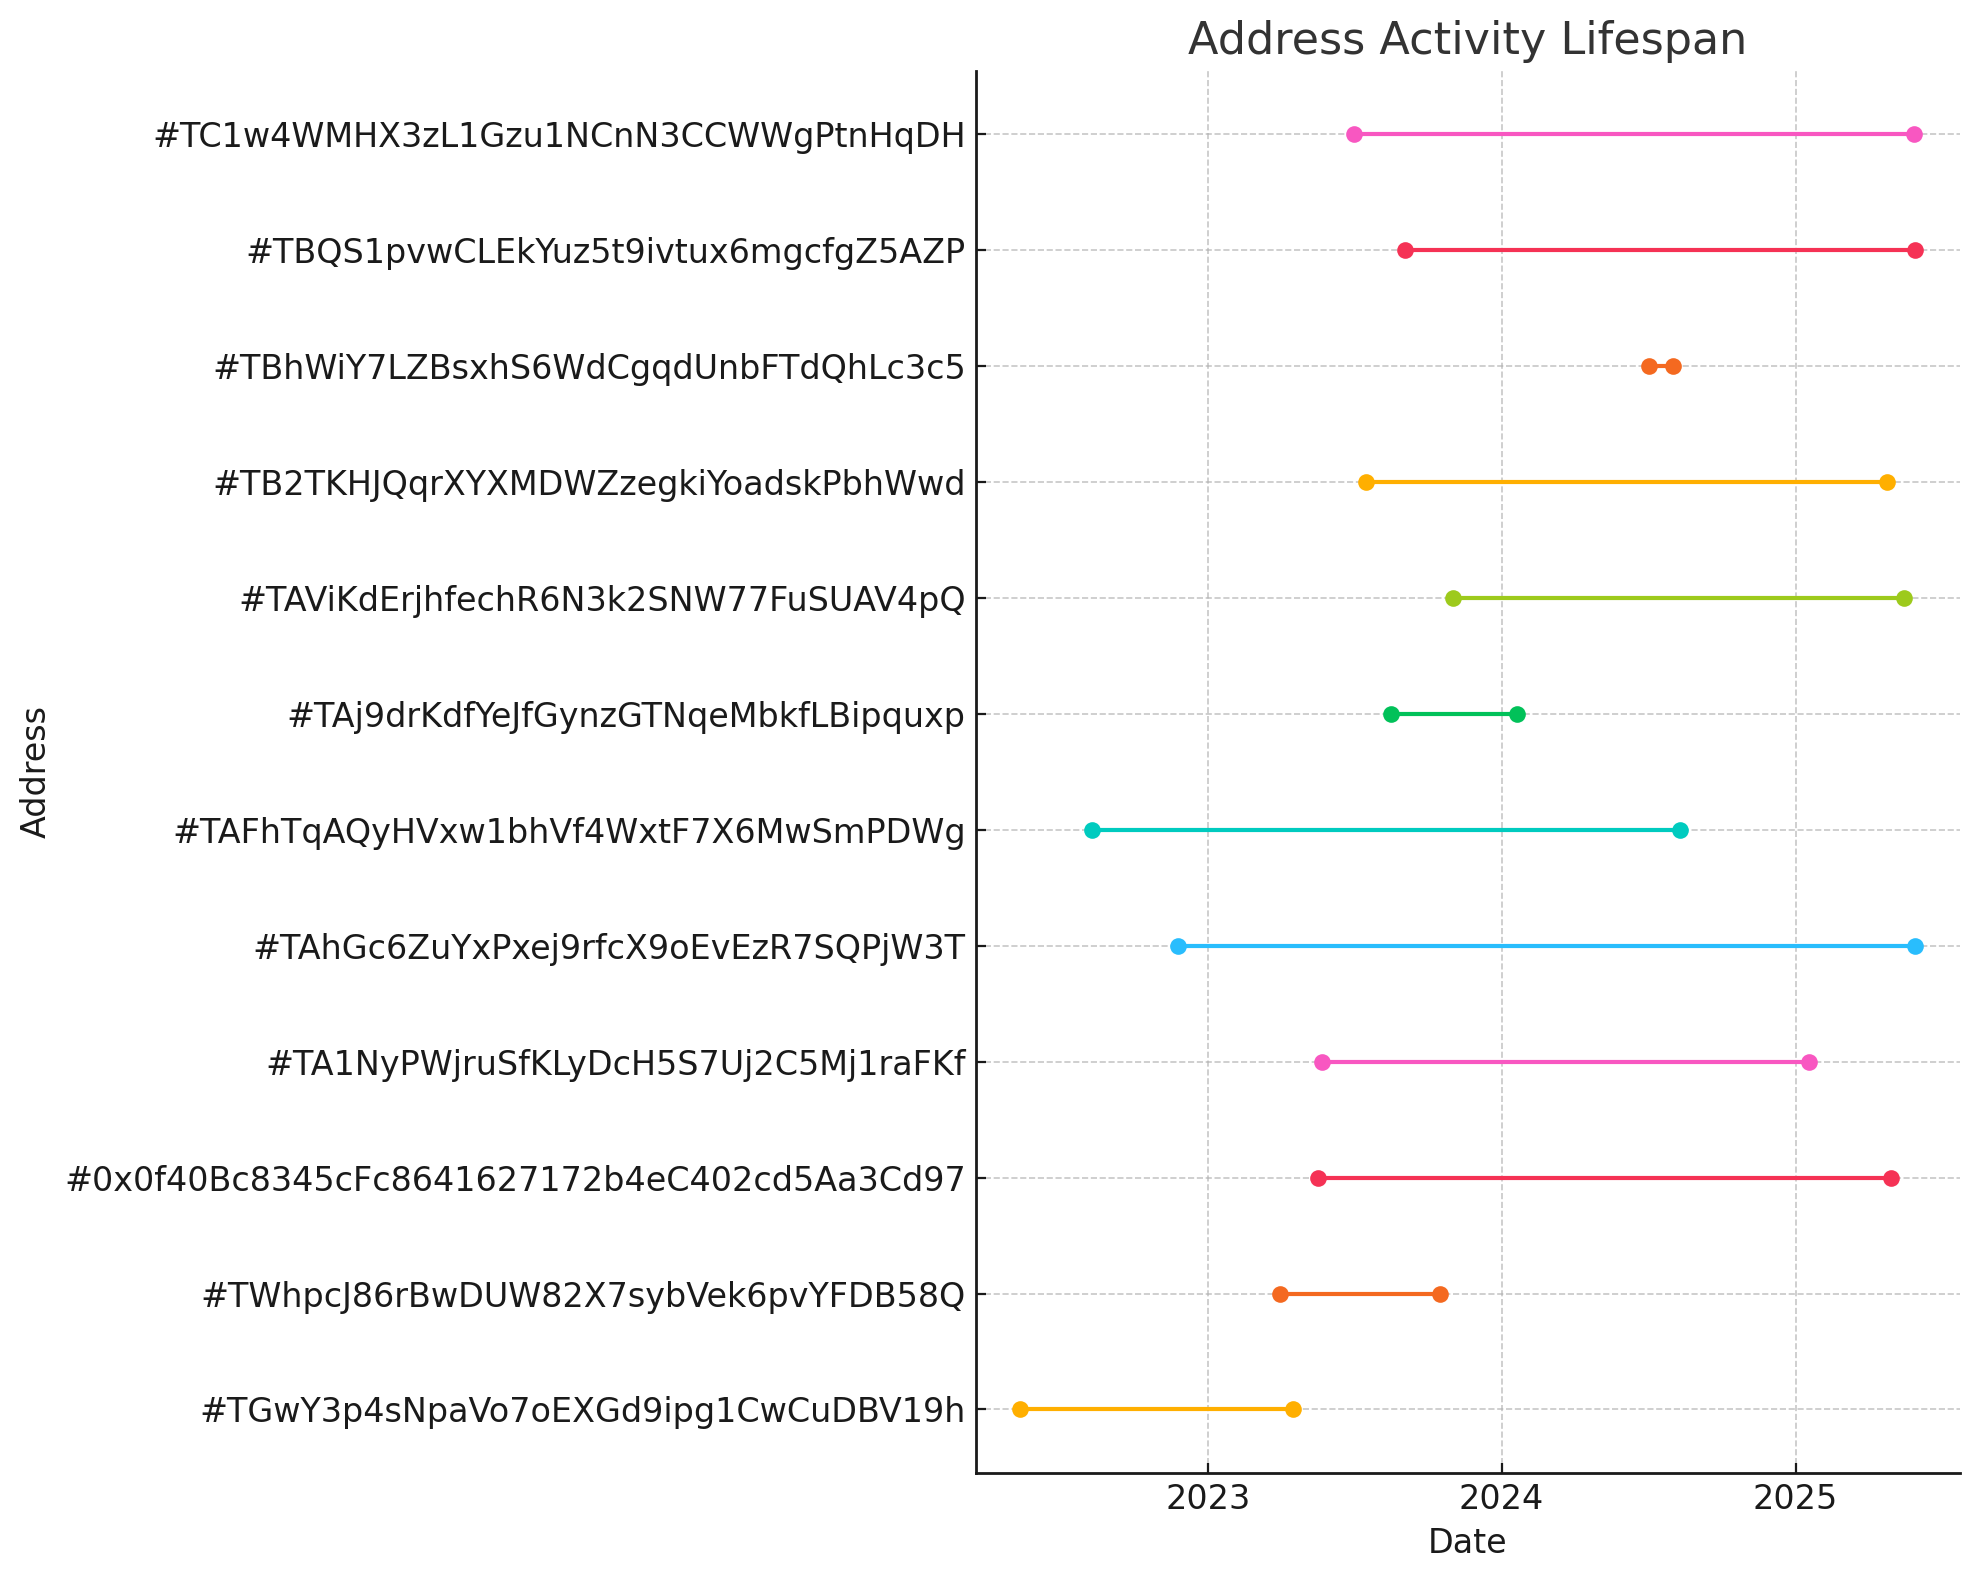 Address Activity Lifespan
#TC1w4WMHX3zL1Gzu1NCnN3CCWWgPtnHqDH
#TBQS1pvwCLEkYuz5t9ivtux6mgcfgZ5AZP
#TBhWiY7LZBsxhS6WdCgqdUnbFTdQhLc3c5
#TB2TKHJQqrXYXMDWZzegkiYoadskPbhWwd
#TAViKdErjhfechR6N3k2SNW77FuSUAV4pQ
#TAj9drKdfYeJfGynzGTNqeMbkfLBipquxp
#TAFhTqAQyHVxw1bhVf4WxtF7X6MwSmPDWg
#TAhGc6ZuYxPxej9rfcX9oEvEzR7SQPjW3T
#TA1NyPWjruSfKLyDcH5S7Uj2C5Mj1raFKf
#0x0f40Bc8345cFc8641627172b4eC402cd5Aa3Cd97
#TWhpcJ86rBwDUW82X7sybVek6pvYFDB58Q
#TGwY3p4sNpaVo7oEXGd9ipg1CwCuDBV19h
Address
2023 2024 2025
Date